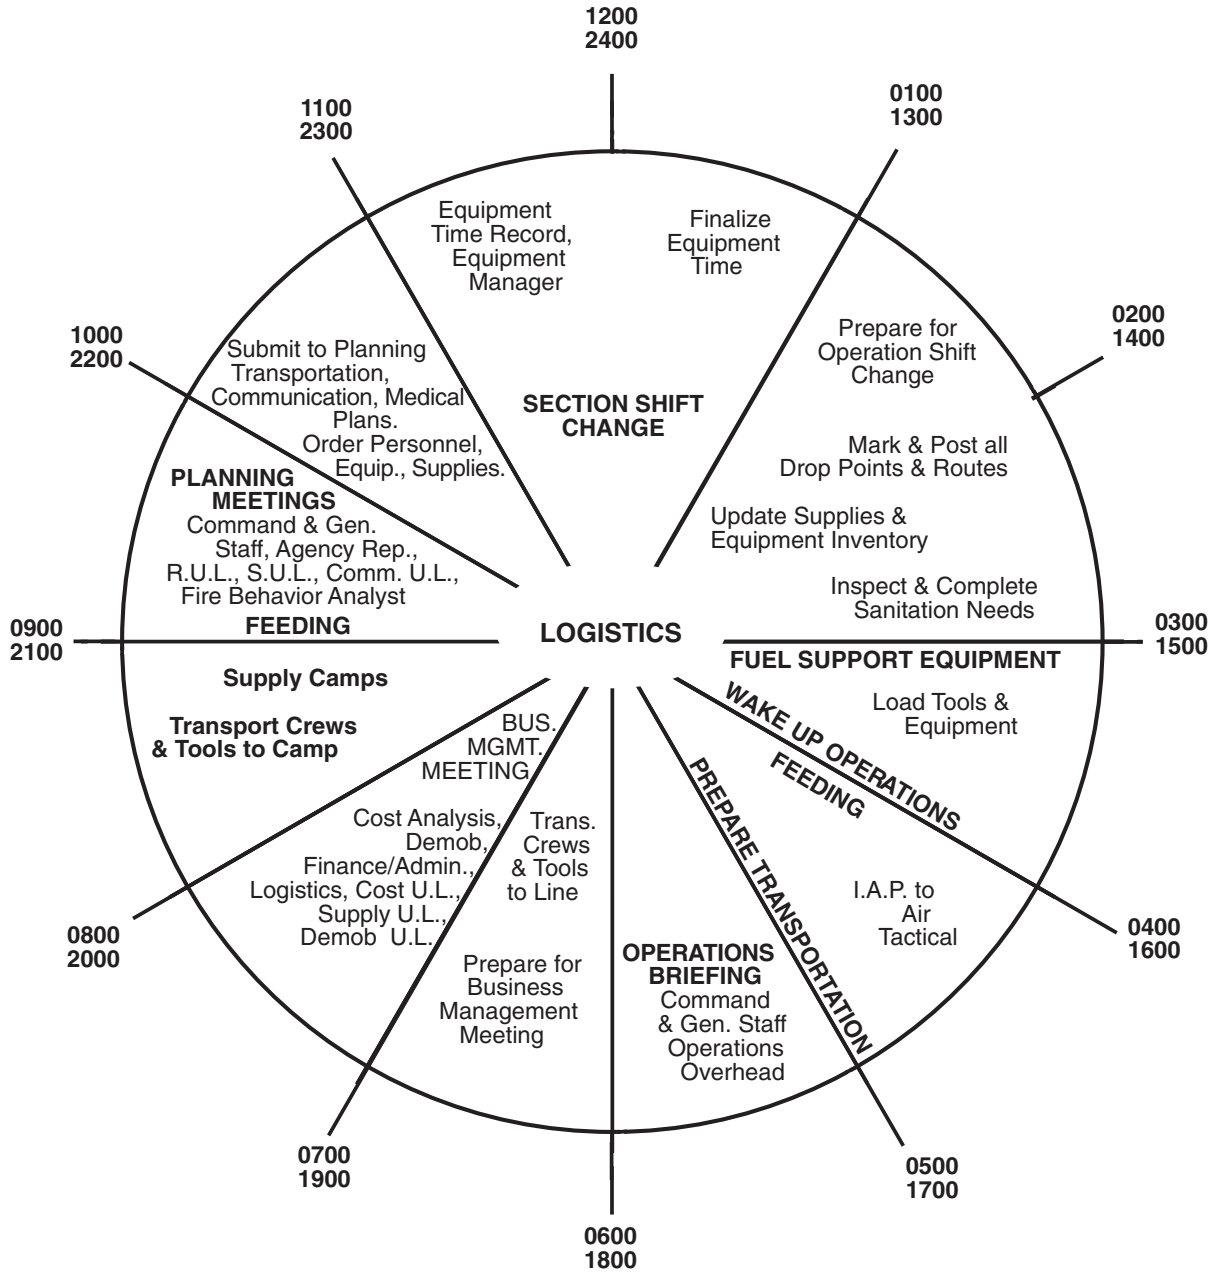 1200
2400
0100
1300
0200
1400
0300
1500
0400
1600
0500
1700
0600
1800
0700
1900
0800
2000
0900
2100
1000
2200
1100
2300
Equipment
Time Record,
Equipment
Manager
Finalize
Equipment
Time
SECTION SHIFT
CHANGE
Prepare for
Operation Shift
Change
Mark & Post all
Drop Points & Routes
Update Supplies &
Equipment Inventory
Inspect & Complete
Sanitation Needs
LOGISTICS
FUEL SUPPORT EQUIPMENT
Load Tools &
Equipment
WAKE UP OPERATIONS
FEEDING
I.A.P. to
Air
Tactical
PREPARE TRANSPORTATION
OPERATIONS
BRIEFING
Command
& Gen. Staff
Operations
Overhead
Trans.
Crews
& Tools
to Line
Prepare for
Business
Management
Meeting
BUS.
MGMT.
MEETING
Cost Analysis,
Demob,
Finance/Admin.,
Logistics, Cost U.L.,
Supply U.L.,
Demob U.L.
Supply Camps
Transport Crews
& Tools to Camp
PLANNING
MEETINGS
Command & Gen.
Staff, Agency Rep.,
R.U.L., S.U.L., Comm. U.L.,
Fire Behavior Analyst
FEEDING
Submit to Planning
Transportation,
Communication, Medical
Plans.
Order Personnel,
Equip., Supplies.